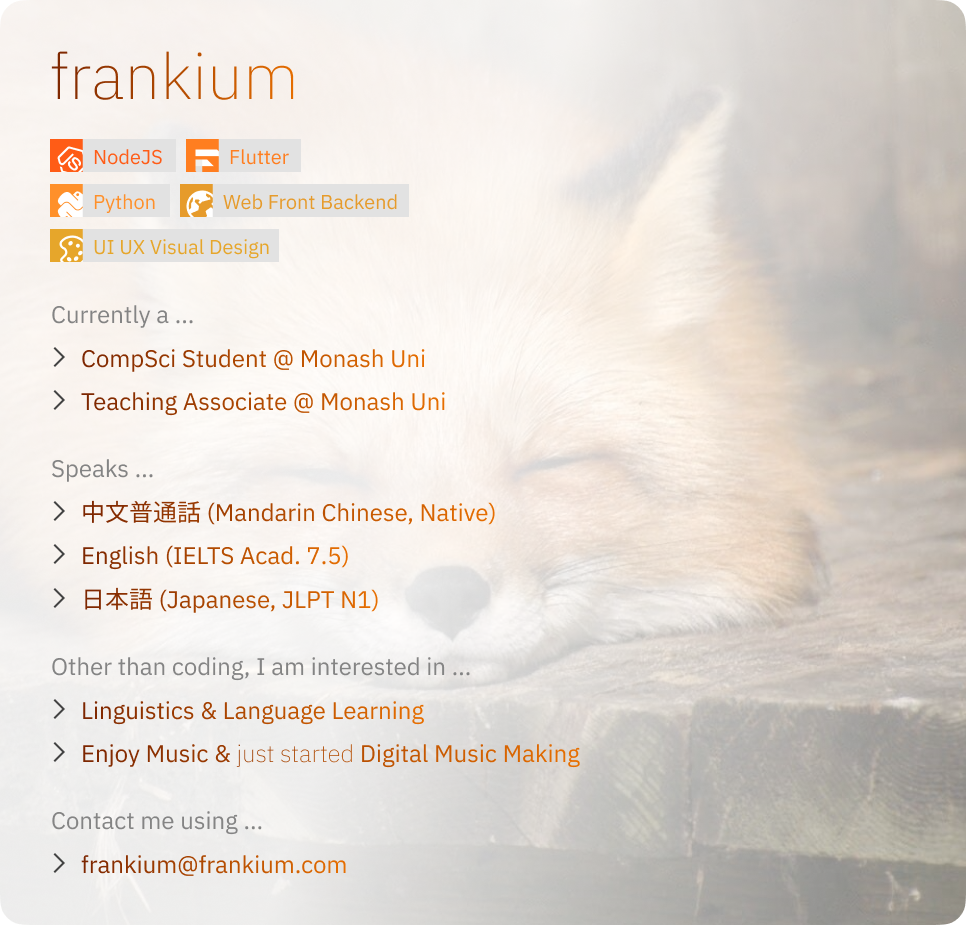 frankium
NodeJS Flutter
Python Web Front Backend
UI UX Visual Design
Currently a ...
CompSci Student @ Monash Uni
Teaching Associate @ Monash Uni
Speaks ...
中文普通話 (Mandarin Chinese, Native)
English (IELTS Acad. 7.5)
日本語 (Japanese, JLPT N1)
Other than coding, I am interested in ...
Linguistics & Language Learning
Enjoy Music & just started Digital Music Making
Contact me using ...
frankium@frankium.com